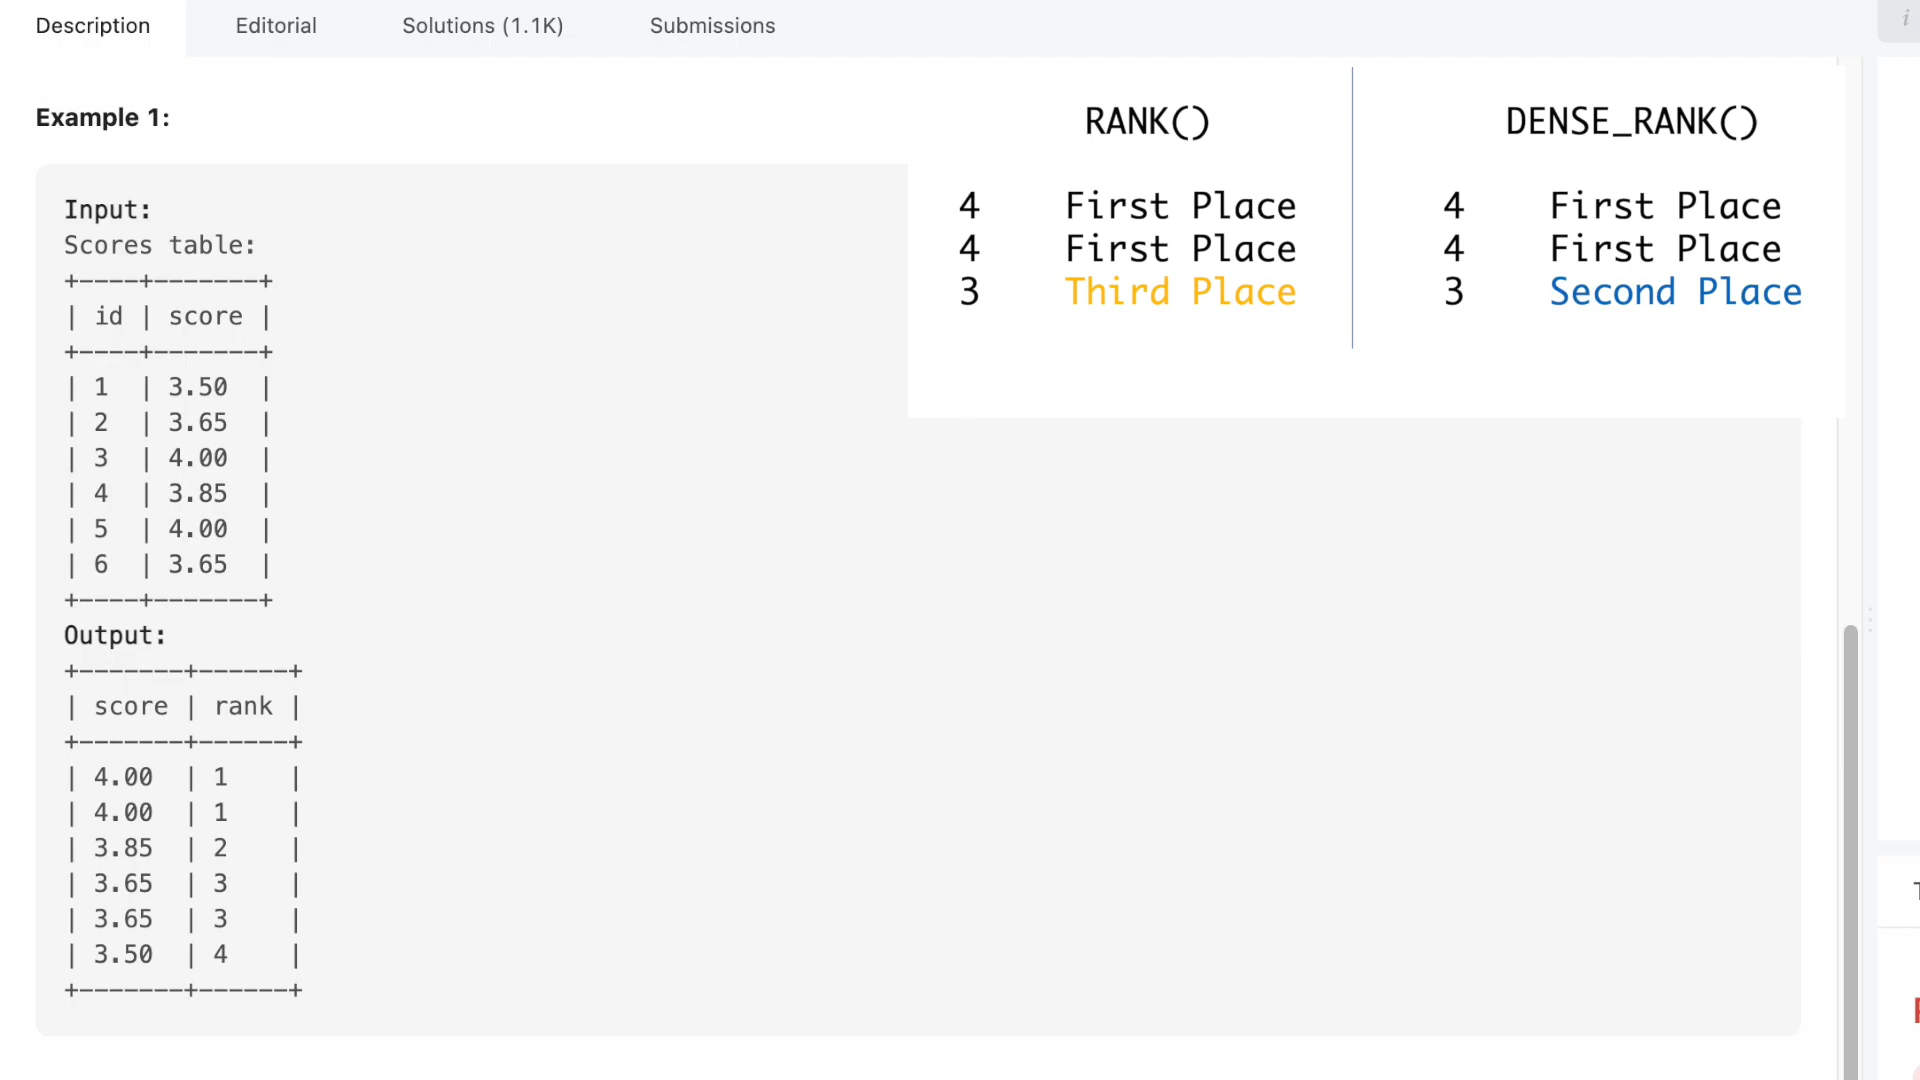 Description Editorial Solutions (1.1K) Submissions
i
Example 1:
Input:
Scores table:
+----+-------+
| id | score |
+----+-------+
| 1  | 3.50  |
| 2  | 3.65  |
| 3  | 4.00  |
| 4  | 3.85  |
| 5  | 4.00  |
| 6  | 3.65  |
+----+-------+
Output:
+-------+------+
| score | rank |
+-------+------+
| 4.00  | 1    |
| 4.00  | 1    |
| 3.85  | 2    |
| 3.65  | 3    |
| 3.65  | 3    |
| 3.50  | 4    |
+-------+------+
RANK()
4 First Place
4 First Place
3 Third Place
DENSE_RANK()
4 First Place
4 First Place
3 Second Place